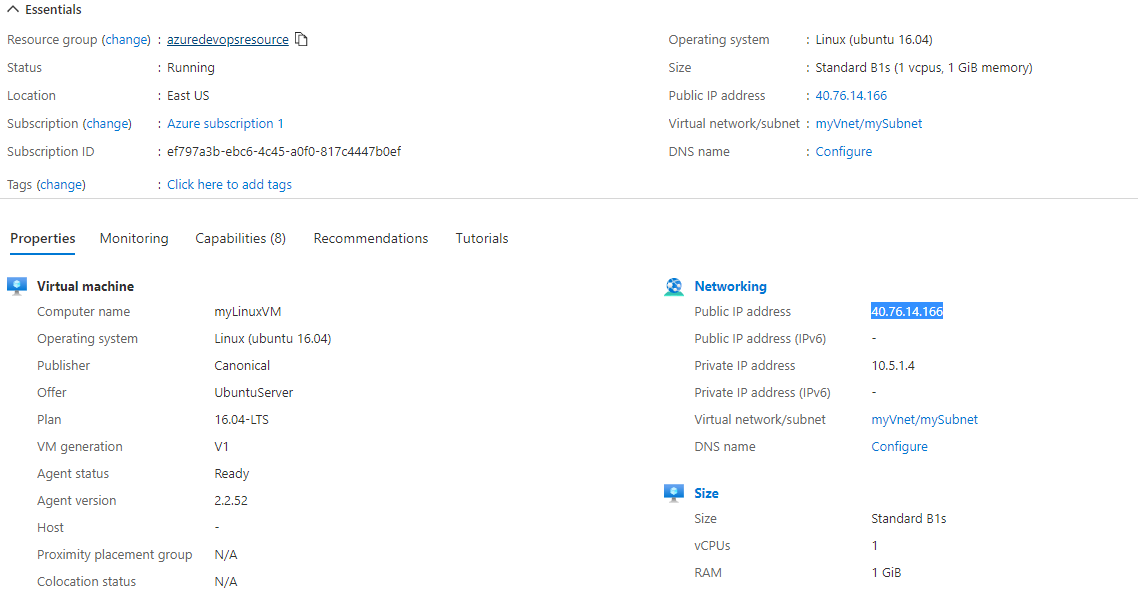 Essentials
Resource group (change) : azuredevopsresource
Status : Running
Location : East US
Subscription (change) : Azure subscription 1
Subscription ID : ef797a3b-ebc6-4c45-a0f0-817c4447b0ef
Tags (change) : Click here to add tags
Operating system : Linux (ubuntu 16.04)
Size : Standard B1s (1 vcpus, 1 GiB memory)
Public IP address : 40.76.14.166
Virtual network/subnet : myVnet/mySubnet
DNS name : Configure
Properties Monitoring Capabilities (8) Recommendations Tutorials
Virtual machine
Computer name myLinuxVM
Operating system Linux (ubuntu 16.04)
Publisher Canonical
Offer UbuntuServer
Plan 16.04-LTS
VM generation V1
Agent status Ready
Agent version 2.2.52
Host -
Proximity placement group N/A
Colocation status N/A
Networking
Public IP address 40.76.14.166
Public IP address (IPv6) -
Private IP address 10.5.1.4
Private IP address (IPv6) -
Virtual network/subnet myVnet/mySubnet
DNS name Configure
Size
Size Standard B1s
vCPUs 1
RAM 1 GiB